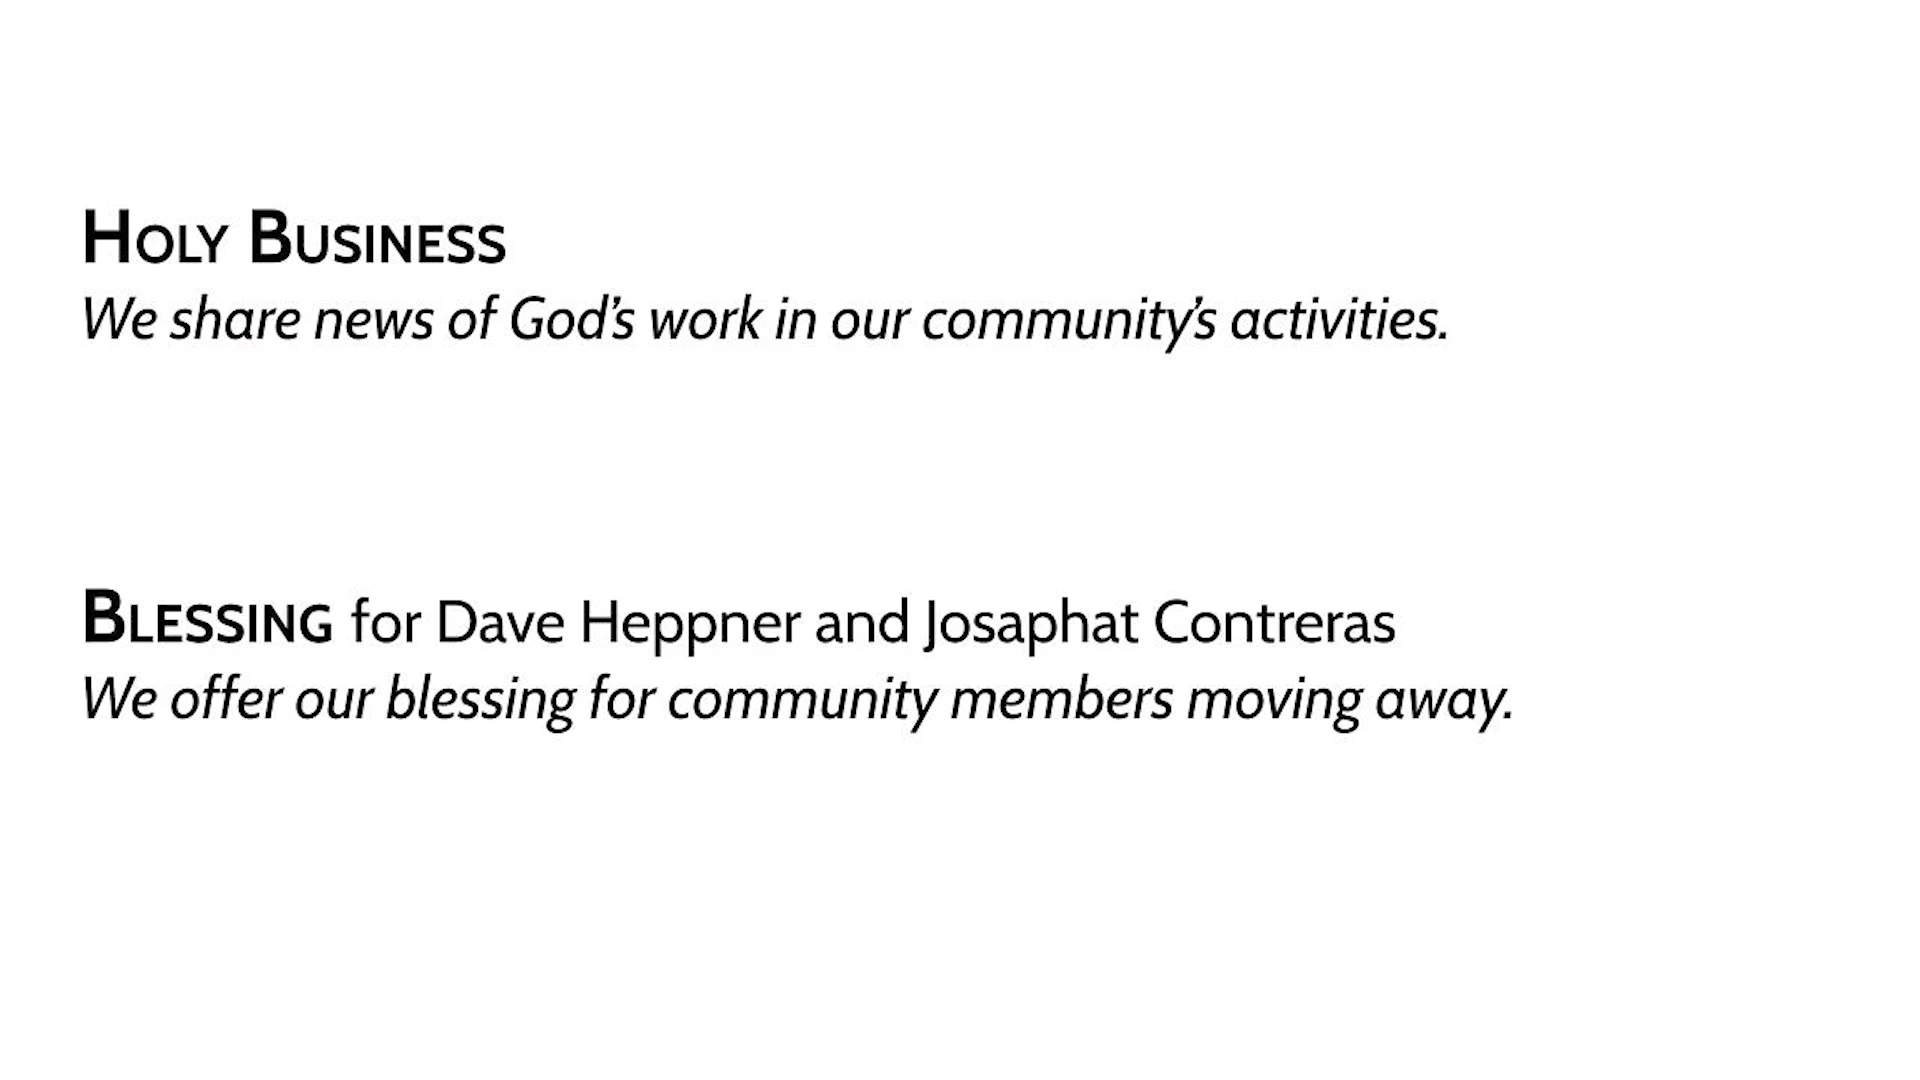 Holy Business
We share news of God’s work in our community’s activities.
Blessing for Dave Heppner and Josaphat Contreras
We offer our blessing for community members moving away.